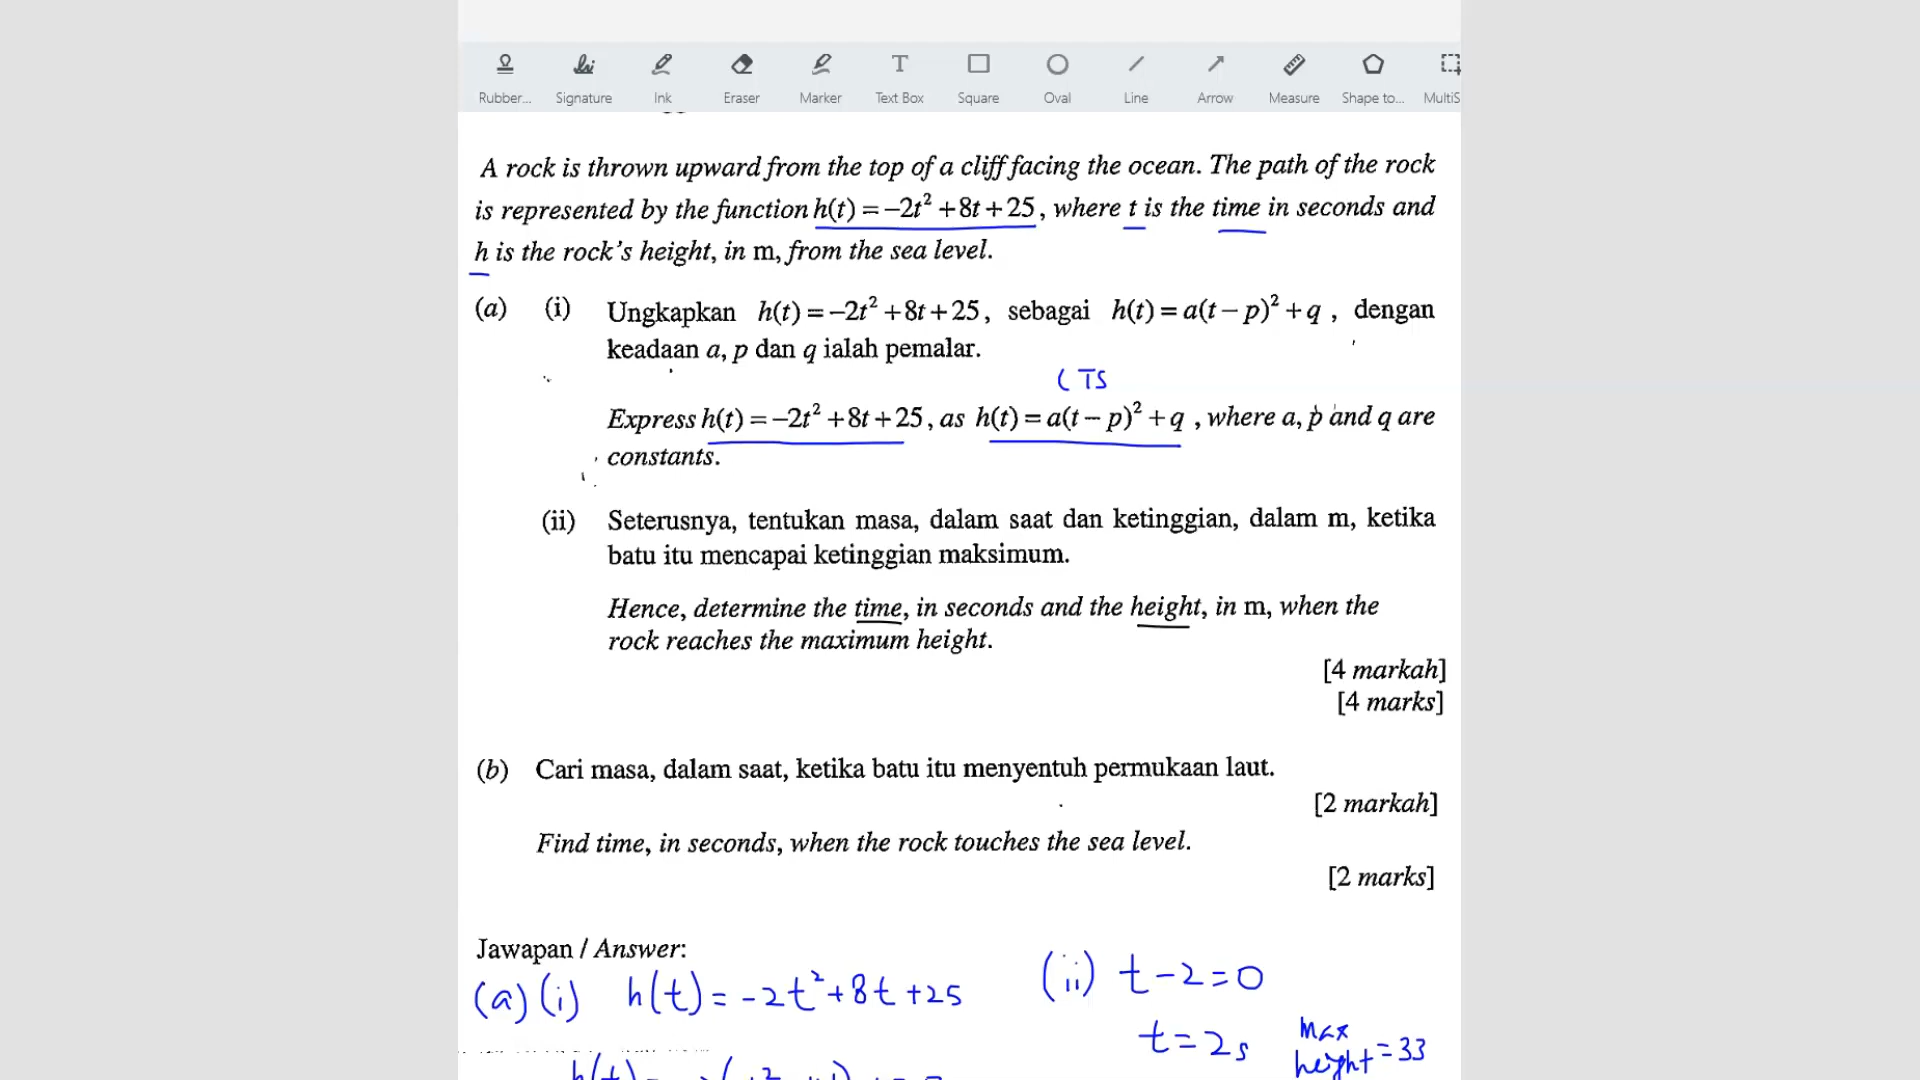 Rubber... Signature Ink Eraser Marker Text Box Square Oval Line Arrow Measure Shape to... MultiS
A rock is thrown upward from the top of a cliff facing the ocean. The path of the rock
is represented by the function h(t) = −2t² + 8t + 25, where t is the time in seconds and
h is the rock's height, in m, from the sea level.
(a) (i) Ungkapkan h(t) = −2t² + 8t + 25, sebagai h(t) = a(t − p)² + q , dengan
keadaan a, p dan q ialah pemalar.
CTS
Express h(t) = −2t² + 8t + 25, as h(t) = a(t − p)² + q , where a, p and q are
constants.
(ii) Seterusnya, tentukan masa, dalam saat dan ketinggian, dalam m, ketika
batu itu mencapai ketinggian maksimum.
Hence, determine the time, in seconds and the height, in m, when the
rock reaches the maximum height.
[4 markah]
[4 marks]
(b) Cari masa, dalam saat, ketika batu itu menyentuh permukaan laut.
[2 markah]
Find time, in seconds, when the rock touches the sea level.
[2 marks]
Jawapan / Answer:
(a) (i) h(t) = -2t² + 8t + 25
(ii) t - 2 = 0
t = 2s
max
height = 33